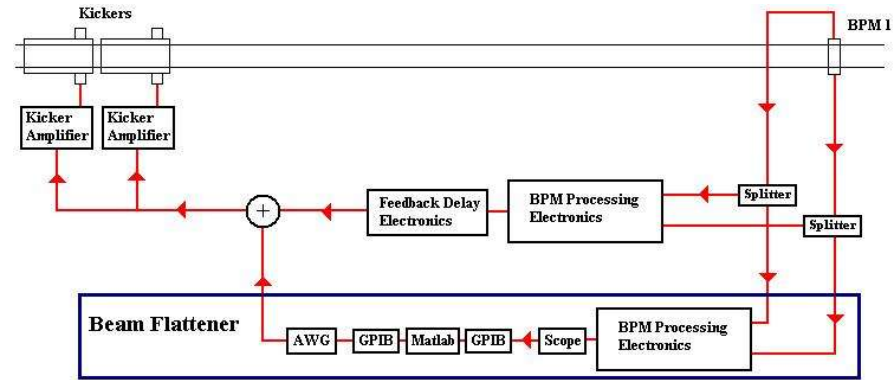 Kickers
BPM 1
Kicker
Amplifier
Kicker
Amplifier
Feedback Delay
Electronics
BPM Processing
Electronics
Splitter
Splitter
+
Beam Flattener
AWG
GPIB
Matlab
GPIB
Scope
BPM Processing
Electronics